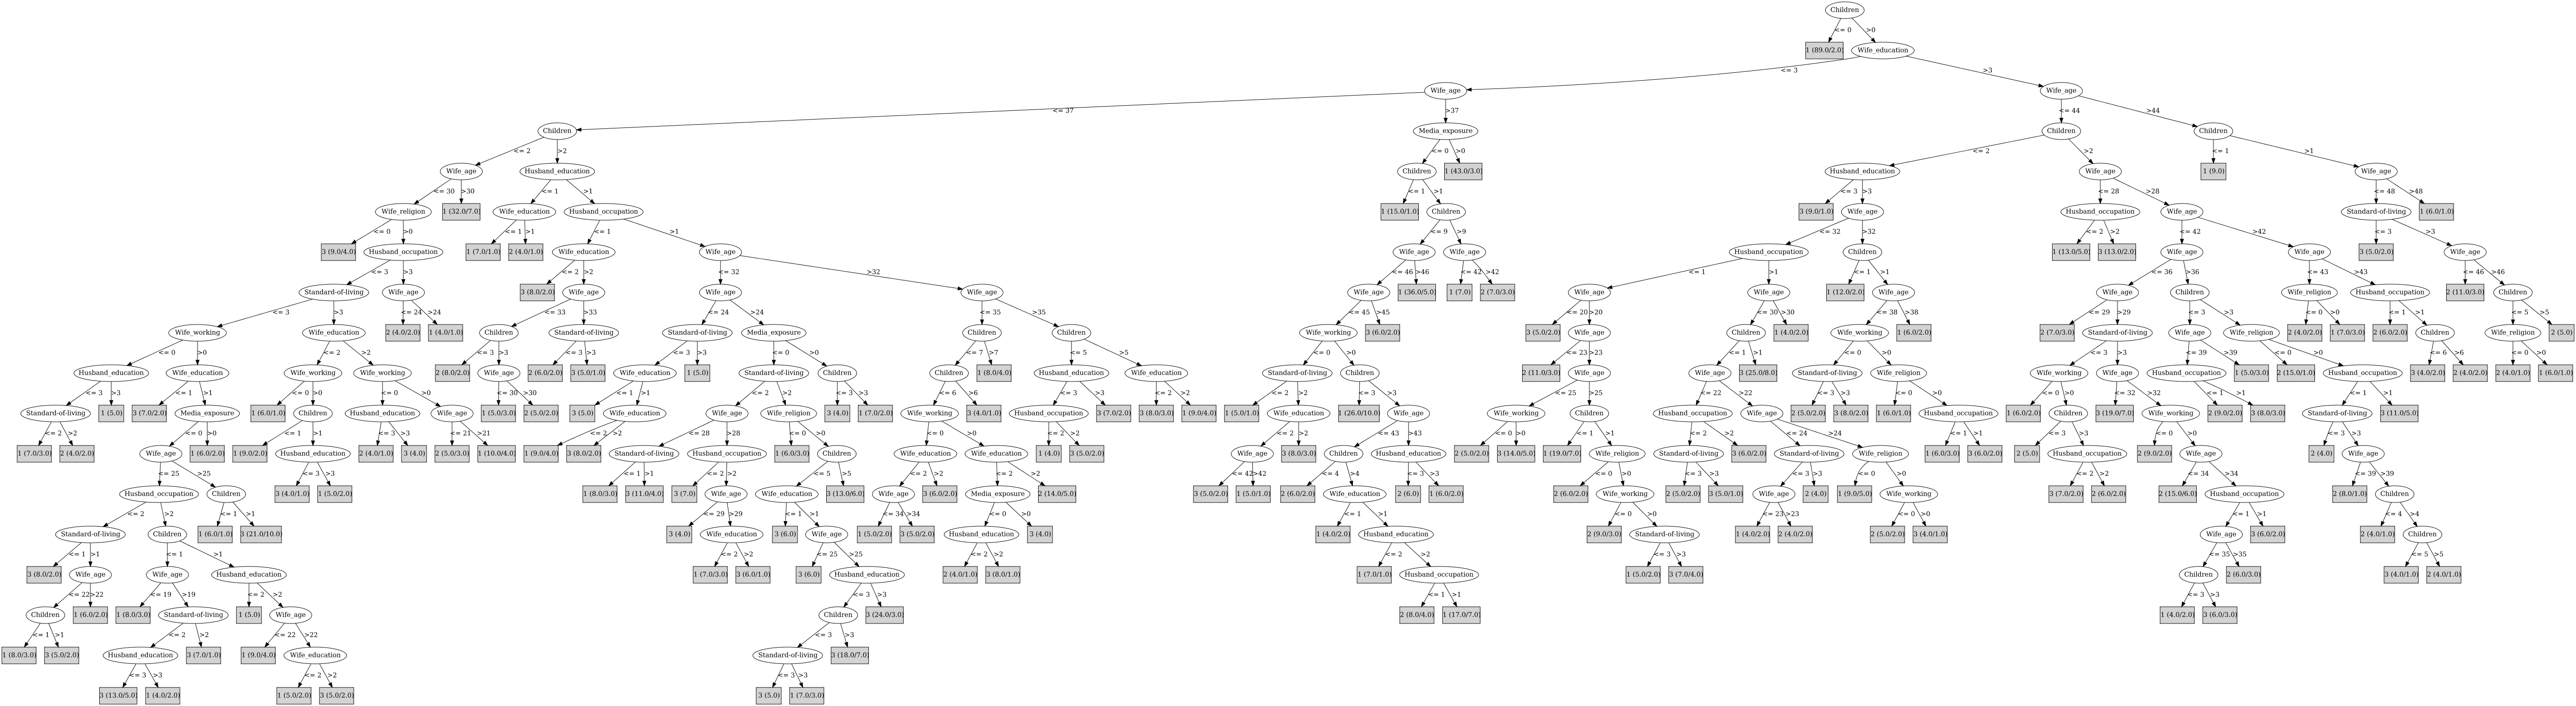 Children
<= 0 >0
1 (89.0/2.0) Wife_education
<= 3 >3
Wife_age Wife_age
<= 37 >37 <= 44 >44
Children Media_exposure Children Children
<= 2 >2 <= 0 >0 <= 2 >2 <= 1 >1
Wife_age Husband_education Children 1 (43.0/3.0) Husband_education Wife_age 1 (9.0) Wife_age
<= 30 >30 <= 1 >1 <= 1 >1 <= 3 >3 <= 28 >28 <= 48 >48
Wife_religion 1 (32.0/7.0) Wife_education Husband_occupation 1 (15.0/1.0) Children 3 (9.0/1.0) Wife_age Husband_occupation Wife_age Standard-of-living 1 (6.0/1.0)
<= 0 >0 <= 1 >1 <= 1 >1 <= 9 >9 <= 32 >32 <= 2 >2 <= 42 >42 <= 3 >3
3 (9.0/4.0) Husband_occupation 1 (7.0/1.0) 2 (4.0/1.0) Wife_education Wife_age Wife_age Wife_age Husband_occupation Children 1 (13.0/5.0) 3 (13.0/2.0) Wife_age Wife_age 3 (5.0/2.0) Wife_age
<= 3 >3 <= 2 >2 <= 32 >32 <= 46 >46 <= 42 >42 <= 1 >1 <= 1 >1 <= 36 >36 <= 43 >43 <= 46 >46
Standard-of-living Wife_age 3 (8.0/2.0) Wife_age Wife_age Wife_age Wife_age 1 (36.0/5.0) 1 (7.0) 2 (7.0/3.0) Wife_age Wife_age 1 (12.0/2.0) Wife_age Wife_age Children Wife_religion Husband_occupation 2 (11.0/3.0) Children
<= 3 >3 <= 24 >24 <= 33 >33 <= 24 >24 <= 35 >35 <= 45 >45 <= 20 >20 <= 30 >30 <= 38 >38 <= 29 >29 <= 3 >3 <= 0 >0 <= 1 >1 <= 5 >5
Wife_working Wife_education 2 (4.0/2.0) 1 (4.0/1.0) Children Standard-of-living Standard-of-living Media_exposure Children Children Wife_working 3 (6.0/2.0) 3 (5.0/2.0) Wife_age Children 1 (4.0/2.0) Wife_working 1 (6.0/2.0) 2 (7.0/3.0) Standard-of-living Wife_age Wife_religion 2 (4.0/2.0) 1 (7.0/3.0) 2 (6.0/2.0) Children Wife_religion 2 (5.0)
<= 0 >0 <= 2 >2 <= 3 >3 <= 3 >3 <= 3 >3 <= 0 >0 <= 7 >7 <= 5 >5 <= 0 >0 <= 23 >23 <= 1 >1 <= 0 >0 <= 3 >3 <= 39 >39 <= 0 >0 <= 6 >6 <= 0 >0
Husband_education Wife_education Wife_working Wife_working 2 (8.0/2.0) Wife_age 2 (6.0/2.0) 3 (5.0/1.0) Wife_education 1 (5.0) Standard-of-living Children Children 1 (8.0/4.0) Husband_education Wife_education Standard-of-living Children 2 (11.0/3.0) Wife_age Wife_age 3 (25.0/8.0) Standard-of-living Wife_religion Wife_working Wife_age Husband_occupation 1 (5.0/3.0) 2 (15.0/1.0) Husband_occupation 3 (4.0/2.0) 2 (4.0/2.0) 2 (4.0/1.0) 1 (6.0/1.0)
<= 3 >3 <= 1 >1 <= 0 >0 <= 0 >0 <= 30 >30 <= 1 >1 <= 2 >2 <= 3 >3 <= 6 >6 <= 3 >3 <= 2 >2 <= 2 >2 <= 3 >3 <= 25 >25 <= 22 >22 <= 3 >3 <= 0 >0 <= 0 >0 <= 32 >32 <= 1 >1 <= 1 >1
Standard-of-living 1 (5.0) 3 (7.0/2.0) Media_exposure 1 (6.0/1.0) Children Husband_education Wife_age 1 (5.0/3.0) 2 (5.0/2.0) 3 (5.0) Wife_education Wife_age Wife_religion 3 (4.0) 1 (7.0/2.0) Wife_working 3 (4.0/1.0) Husband_occupation 3 (7.0/2.0) 3 (8.0/3.0) 1 (9.0/4.0) 1 (5.0/1.0) Wife_education 1 (26.0/10.0) Wife_age Wife_working Children Husband_occupation Wife_age 2 (5.0/2.0) 3 (8.0/2.0) 1 (6.0/1.0) Husband_occupation 1 (6.0/2.0) Children 3 (19.0/7.0) Wife_working 2 (9.0/2.0) 3 (8.0/3.0) Standard-of-living 3 (11.0/5.0)
<= 2 >2 <= 0 >0 <= 1 >1 <= 3 >3 <= 21 >21 <= 2 >2 <= 28 >28 <= 0 >0 <= 0 >0 <= 2 >2 <= 2 >2 <= 43 >43 <= 0 >0 <= 1 >1 <= 2 >2 <= 24 >24 <= 1 >1 <= 3 >3 <= 0 >0 <= 3 >3
1 (7.0/3.0) 2 (4.0/2.0) Wife_age 1 (6.0/2.0) 1 (9.0/2.0) Husband_education 2 (4.0/1.0) 3 (4.0) 2 (5.0/3.0) 1 (10.0/4.0) 1 (9.0/4.0) 3 (8.0/2.0) Standard-of-living Husband_occupation 1 (6.0/3.0) Children Wife_education Wife_education 1 (4.0) 3 (5.0/2.0) Wife_age 3 (8.0/3.0) Children Husband_education 2 (5.0/2.0) 3 (14.0/5.0) 1 (19.0/7.0) Wife_religion Standard-of-living 3 (6.0/2.0) Standard-of-living Wife_religion 1 (6.0/3.0) 3 (6.0/2.0) 2 (5.0) Husband_occupation 2 (9.0/2.0) Wife_age 2 (4.0) Wife_age
<= 25 >25 <= 3 >3 <= 1 >1 <= 2 >2 <= 5 >5 <= 2 >2 <= 2 >2 <= 42 >42 <= 4 >4 <= 3 >3 <= 0 >0 <= 3 >3 <= 3 >3 <= 0 >0 <= 2 >2 <= 34 >34 <= 39 >39
Husband_occupation Children 3 (4.0/1.0) 1 (5.0/2.0) 1 (8.0/3.0) 3 (11.0/4.0) 3 (7.0) Wife_age Wife_education 3 (13.0/6.0) Wife_age 3 (6.0/2.0) Media_exposure 2 (14.0/5.0) 3 (5.0/2.0) 1 (5.0/1.0) 2 (6.0/2.0) Wife_education 2 (6.0) 1 (6.0/2.0) 2 (6.0/2.0) Wife_working 2 (5.0/2.0) 3 (5.0/1.0) Wife_age 2 (4.0) 1 (9.0/5.0) Wife_working 3 (7.0/2.0) 2 (6.0/2.0) 2 (15.0/6.0) Husband_occupation 2 (8.0/1.0) Children
<= 2 >2 <= 1 >1 <= 29 >29 <= 1 >1 <= 34 >34 <= 0 >0 <= 1 >1 <= 0 >0 <= 23 >23 <= 0 >0 <= 1 >1 <= 4 >4
Standard-of-living Children 1 (6.0/1.0) 3 (21.0/10.0) 3 (4.0) Wife_education 3 (6.0) Wife_age 1 (5.0/2.0) 3 (5.0/2.0) Husband_education 3 (4.0) 1 (4.0/2.0) Husband_education 2 (9.0/3.0) Standard-of-living 1 (4.0/2.0) 2 (4.0/2.0) 2 (5.0/2.0) 3 (4.0/1.0) Wife_age 3 (6.0/2.0) 2 (4.0/1.0) Children
<= 1 >1 <= 1 >1 <= 2 >2 <= 25 >25 <= 2 >2 <= 2 >2 <= 3 >3 <= 35 >35 <= 5 >5
3 (8.0/2.0) Wife_age Wife_age Husband_education 1 (7.0/3.0) 3 (6.0/1.0) 3 (6.0) Husband_education 2 (4.0/1.0) 3 (8.0/1.0) 1 (7.0/1.0) Husband_occupation 1 (5.0/2.0) 3 (7.0/4.0) Children 2 (6.0/3.0) 3 (4.0/1.0) 2 (4.0/1.0)
<= 22 >22 <= 19 >19 <= 2 >2 <= 3 >3 <= 1 >1 <= 3 >3
Children 1 (6.0/2.0) 1 (8.0/3.0) Standard-of-living 1 (5.0) Wife_age Children 3 (24.0/3.0) 2 (8.0/4.0) 1 (17.0/7.0) 1 (4.0/2.0) 3 (6.0/3.0)
<= 1 >1 <= 2 >2 <= 22 >22 <= 3 >3
1 (8.0/3.0) 3 (5.0/2.0) Husband_education 3 (7.0/1.0) 1 (9.0/4.0) Wife_education Standard-of-living 3 (18.0/7.0)
<= 3 >3 <= 2 >2 <= 3 >3
3 (13.0/5.0) 1 (4.0/2.0) 1 (5.0/2.0) 3 (5.0/2.0) 3 (5.0) 1 (7.0/3.0)